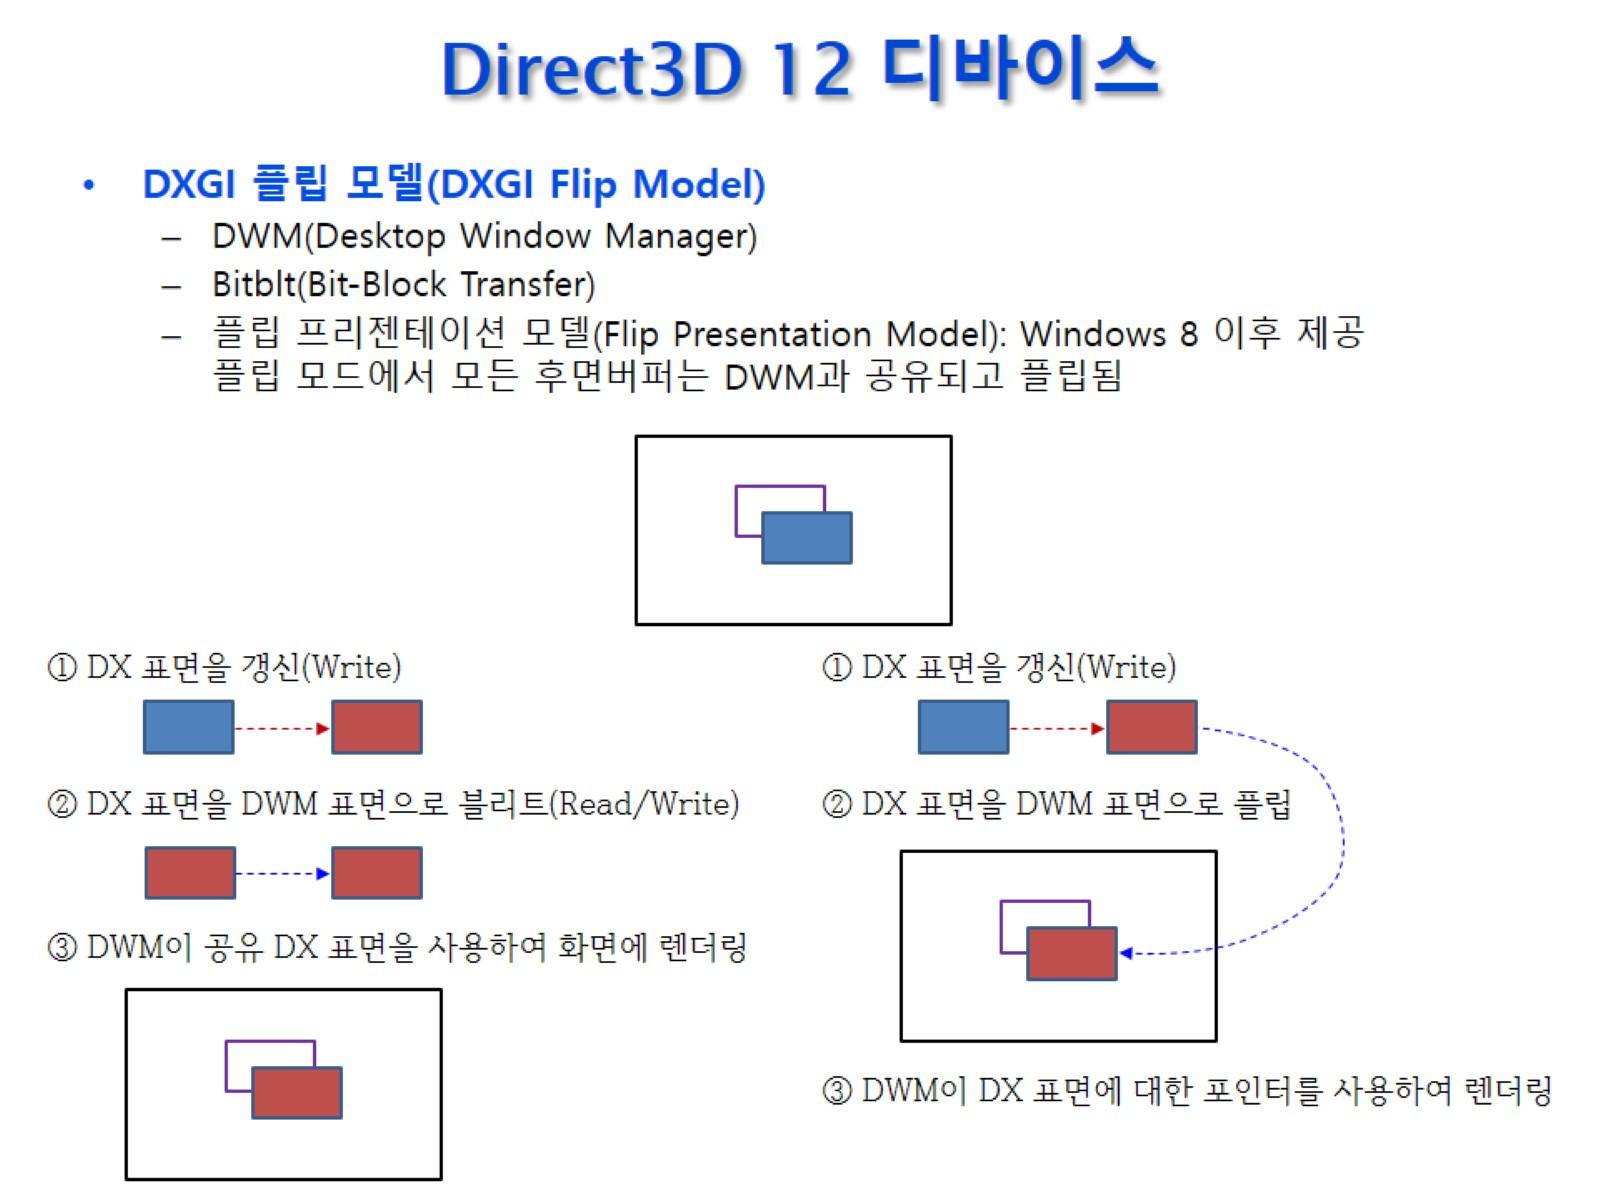 Direct3D 12 디바이스
• DXGI 플립 모델(DXGI Flip Model)
– DWM(Desktop Window Manager)
– Bitblt(Bit-Block Transfer)
– 플립 프리젠테이션 모델(Flip Presentation Model): Windows 8 이후 제공
플립 모드에서 모든 후면버퍼는 DWM과 공유되고 플립됨
① DX 표면을 갱신(Write)
② DX 표면을 DWM 표면으로 블리트(Read/Write)
③ DWM이 공유 DX 표면을 사용하여 화면에 렌더링
① DX 표면을 갱신(Write)
② DX 표면을 DWM 표면으로 플립
③ DWM이 DX 표면에 대한 포인터를 사용하여 렌더링